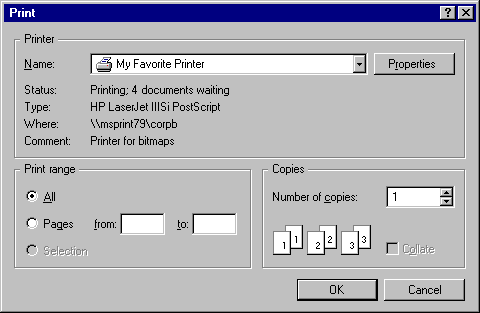 Print
Printer
Name: My Favorite Printer Properties
Status: Printing; 4 documents waiting
Type: HP LaserJet IIISi PostScript
Where: \\msprint79\corpb
Comment: Printer for bitmaps
Print range
All
Pages from: to:
Selection
Copies
Number of copies: 1
1 1 2 2 3 3
Collate
OK Cancel